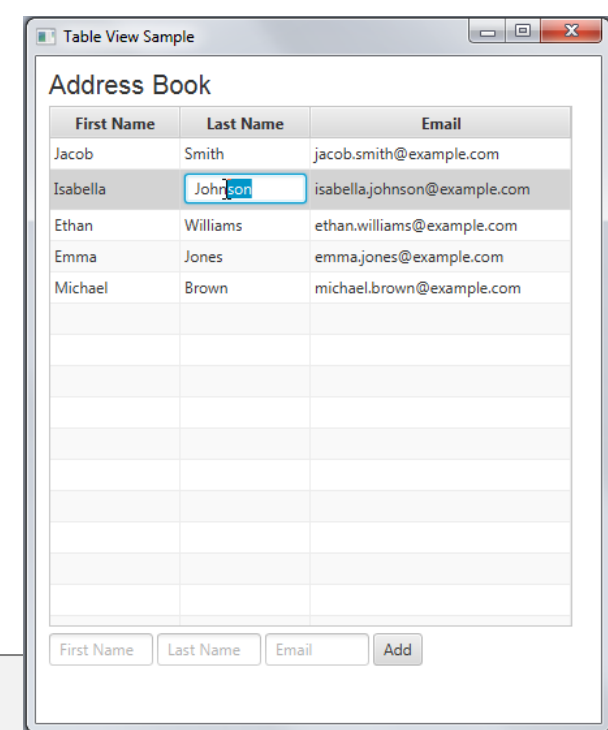 Table View Sample
Address Book
First Name Last Name Email
Jacob Smith jacob.smith@example.com
Isabella Johnson isabella.johnson@example.com
Ethan Williams ethan.williams@example.com
Emma Jones emma.jones@example.com
Michael Brown michael.brown@example.com
First Name Last Name Email Add